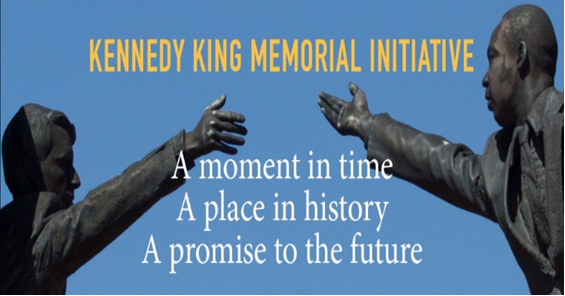 KENNEDY KING MEMORIAL INITIATIVE
A moment in time
A place in history
A promise to the future